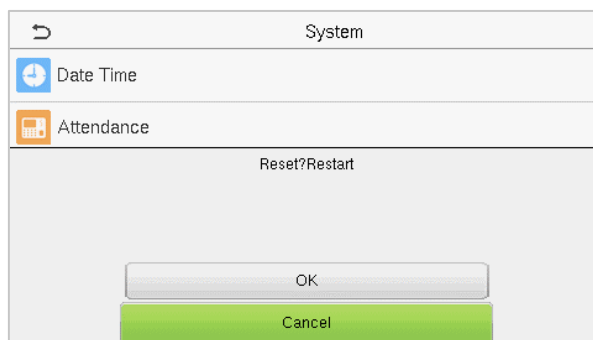 System
Date Time
Attendance
Reset?Restart
OK
Cancel